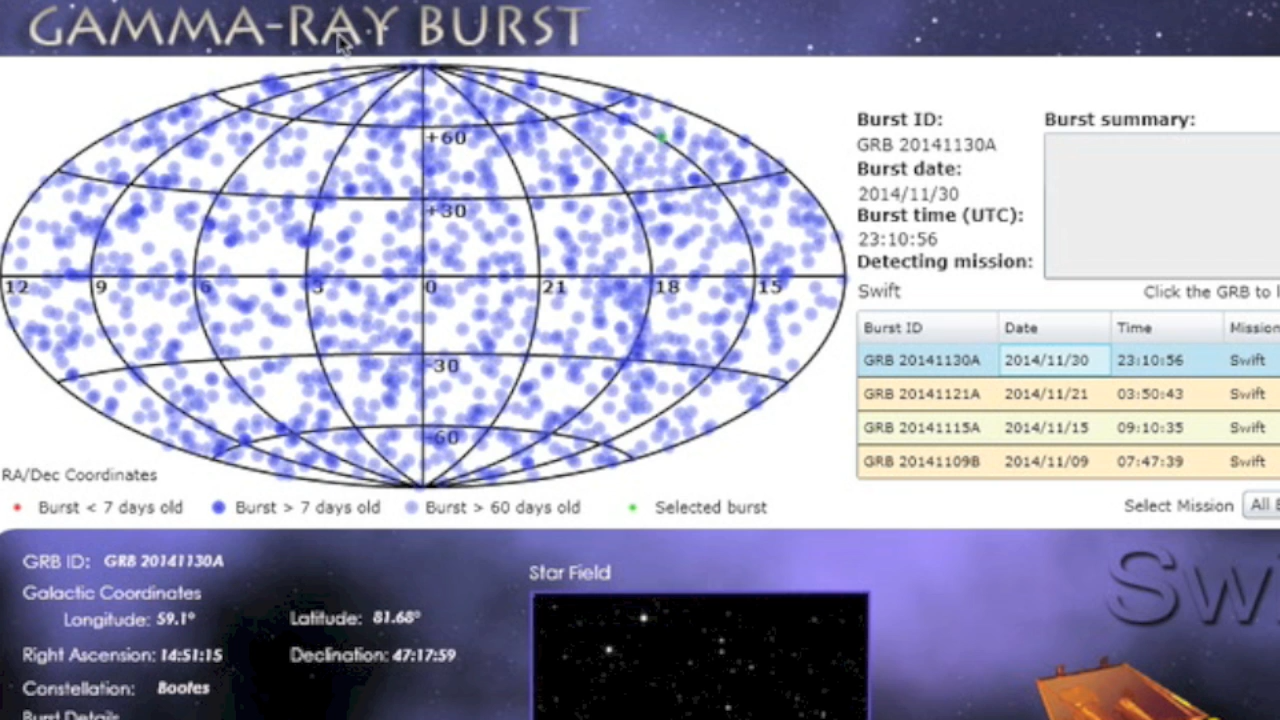 GAMMA-RAY BURST
+60
+30
12 9 6 3 0 21 18 15
-30
-60
RA/Dec Coordinates
Burst < 7 days old Burst > 7 days old Burst > 60 days old Selected burst
Burst ID:
GRB 20141130A
Burst date:
2014/11/30
Burst time (UTC):
23:10:56
Detecting mission:
Swift
Burst summary:
Click the GRB to
Burst ID Date Time Mission
GRB 20141130A 2014/11/30 23:10:56 Swift
GRB 20141121A 2014/11/21 03:50:43 Swift
GRB 20141115A 2014/11/15 09:10:35 Swift
GRB 20141109B 2014/11/09 07:47:39 Swift
Select Mission All
GRB ID: GRB 20141130A
Galactic Coordinates
Longitude: 59.1° Latitude: 81.68°
Right Ascension: 14:51:15 Declination: 47:17:59
Constellation: Bootes
Burst Details
Star Field
Sw